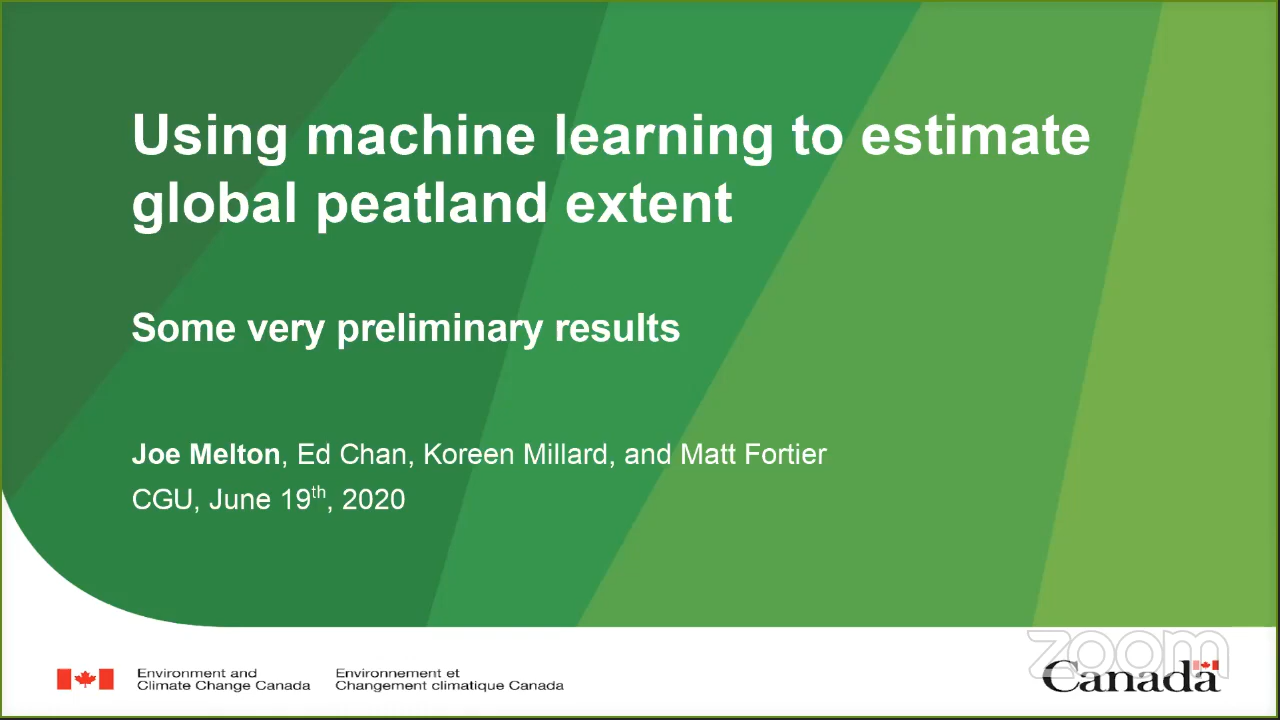 Using machine learning to estimate
global peatland extent
Some very preliminary results
Joe Melton, Ed Chan, Koreen Millard, and Matt Fortier
CGU, June 19th, 2020
zoom
Environment and
Climate Change Canada
Environnement et
Changement climatique Canada
Canada